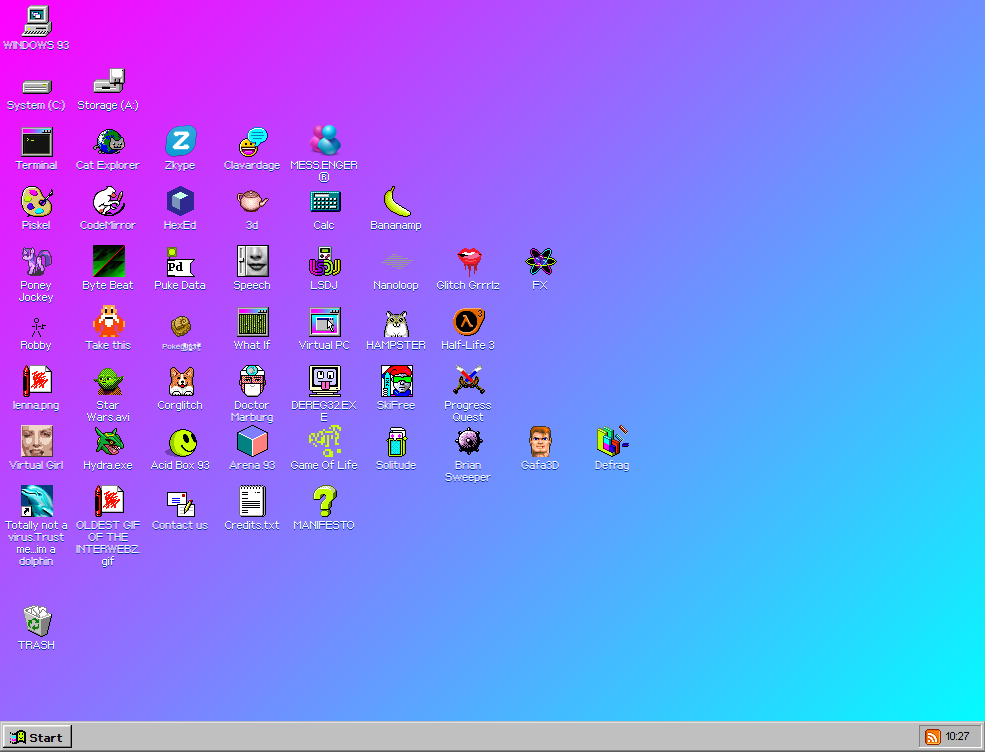 WINDOWS 93
System (C:)
Storage (A:)
Terminal
Cat Explorer
Zkype
Clavardage
MESSENGER
®
Piskel
CodeMirror
HexEd
3d
Calc
Bananamp
Poney
Jockey
Byte Beat
Pd
Puke Data
Speech
LSDJ
Nanoloop
Glitch Grrrlz
FX
Robby
Take this
What If
Virtual PC
HAMPSTER
3
Half-Life 3
lenna.png
Star
Wars.avi
Corglitch
Doctor
Marburg
DEREG32.EX
E
SkiFree
Progress
Quest
Virtual Girl
Hydra.exe
Acid Box 93
Arena 93
Game Of Life
Solitude
Brian
Sweeper
Gafa3D
Defrag
Totally not a
virus.Trust
me...im a
dolphin
OLDEST GIF
OF THE
INTERWEBZ.
gif
Contact us
Credits.txt
MANIFESTO
TRASH
Start
10:27